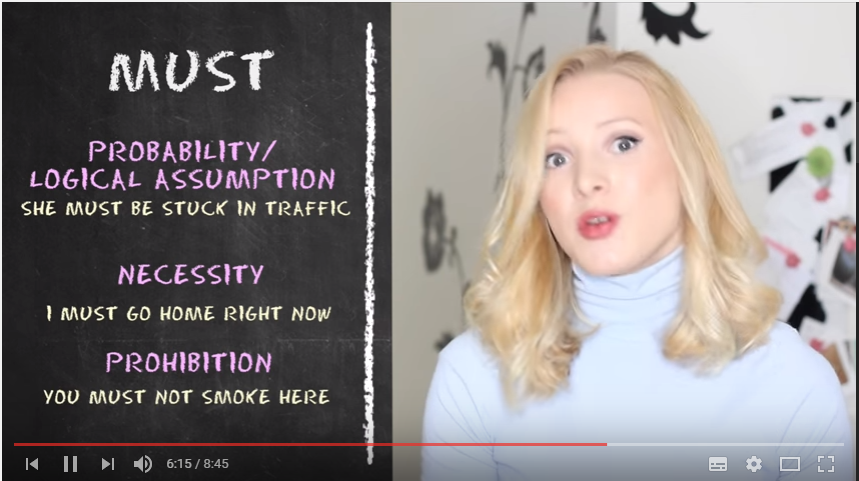 MUST
PROBABILITY/
LOGICAL ASSUMPTION
SHE MUST BE STUCK IN TRAFFIC
NECESSITY
I MUST GO HOME RIGHT NOW
PROHIBITION
YOU MUST NOT SMOKE HERE
6:15 / 8:45